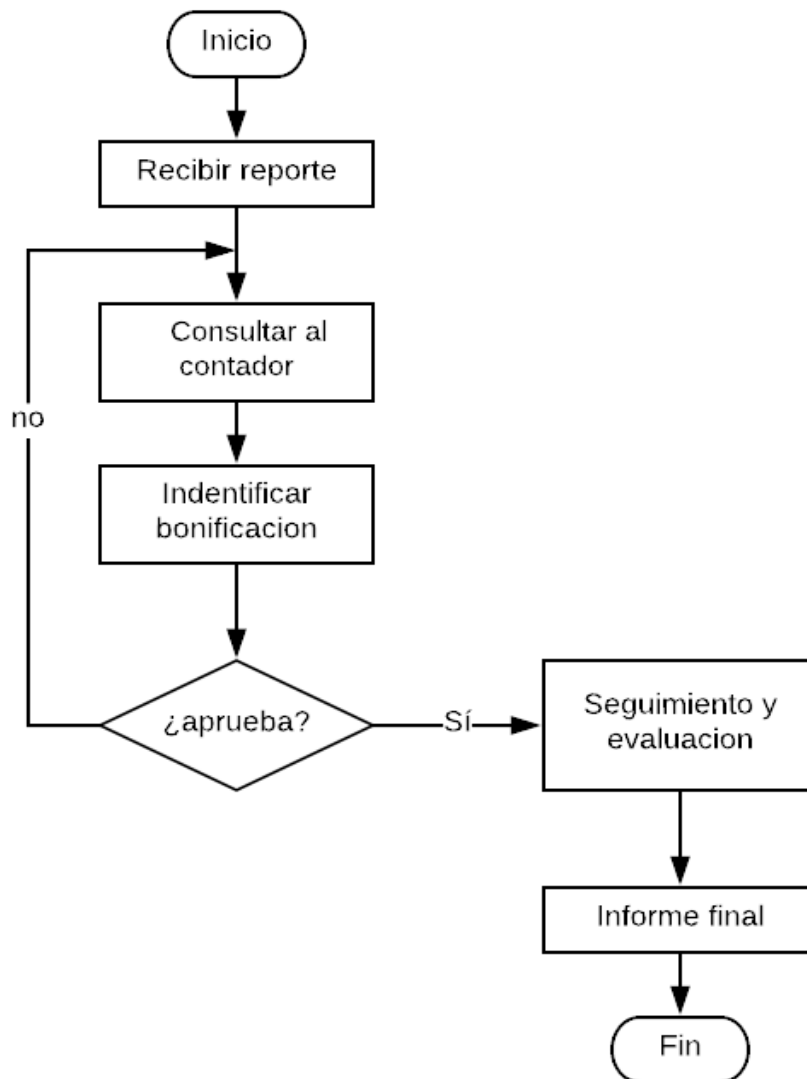 Inicio
Recibir reporte
Consultar al
contador
no
Indentificar
bonificacion
¿aprueba?
Sí
Seguimiento y
evaluacion
Informe final
Fin